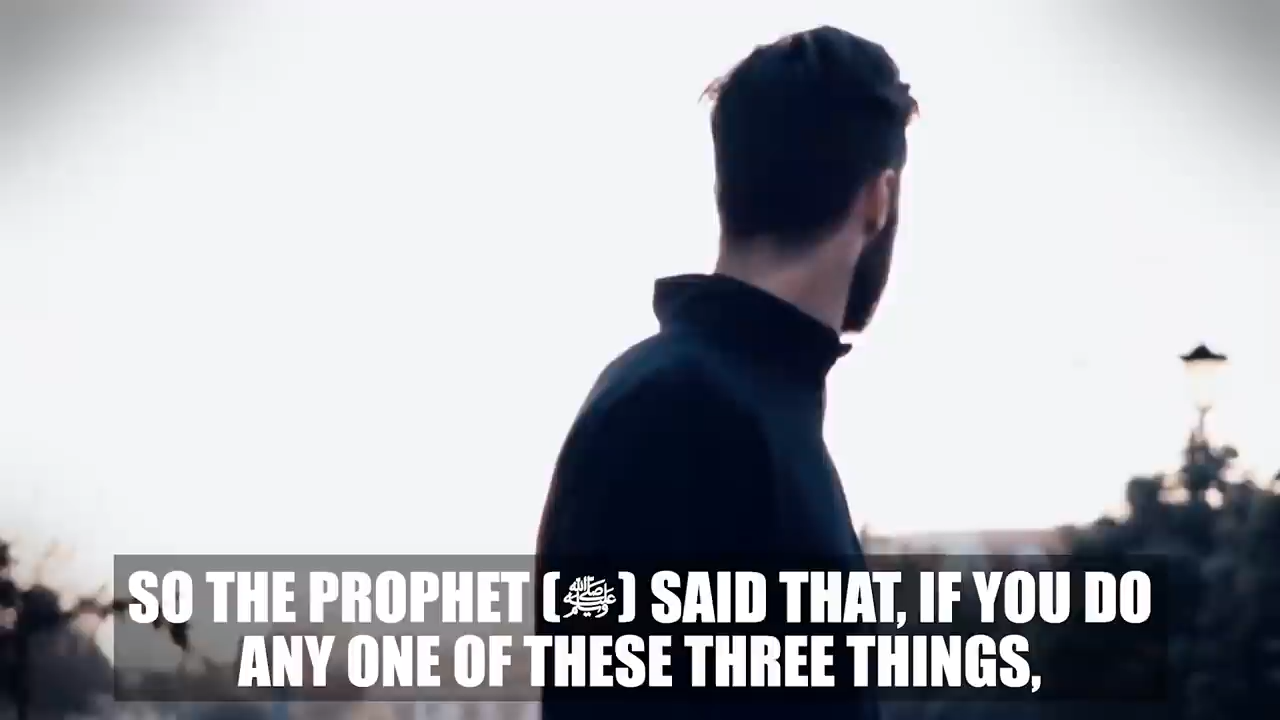 SO THE PROPHET (ﷺ) SAID THAT, IF YOU DO
ANY ONE OF THESE THREE THINGS,